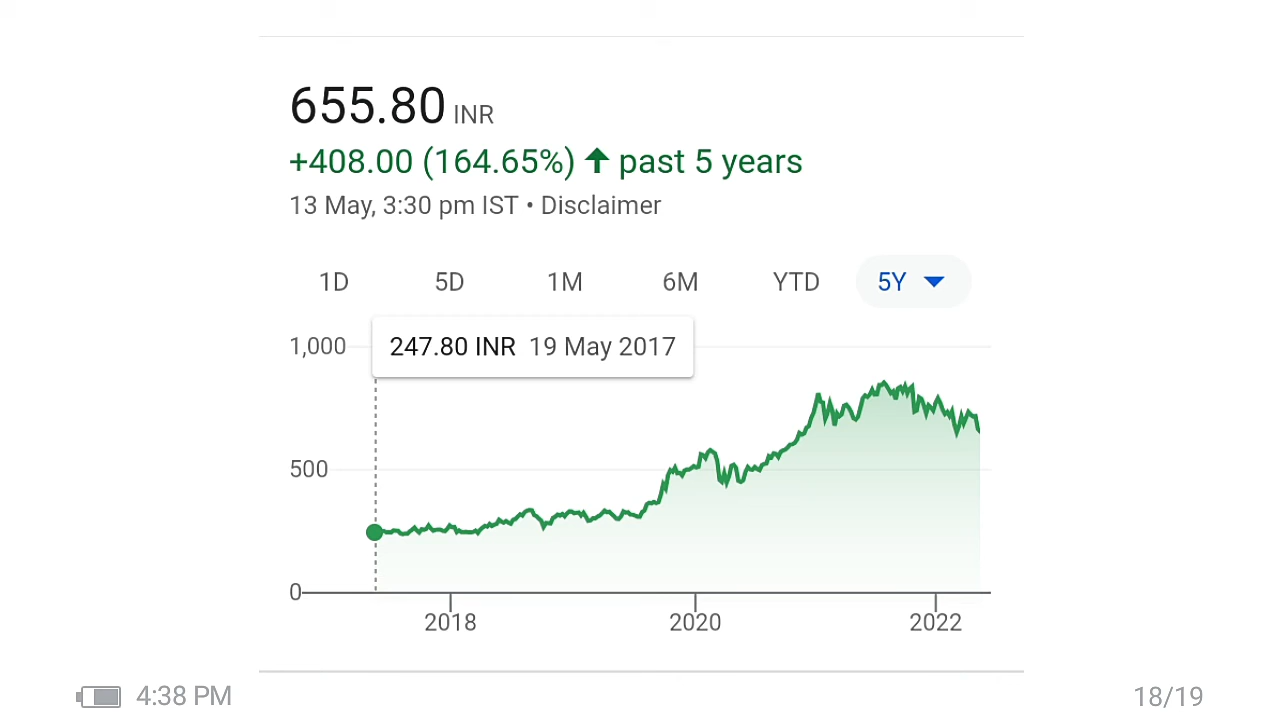 655.80 INR
+408.00 (164.65%) ↑ past 5 years
13 May, 3:30 pm IST • Disclaimer
1D 5D 1M 6M YTD 5Y
1,000 247.80 INR 19 May 2017
500
0
2018 2020 2022
4:38 PM 18/19